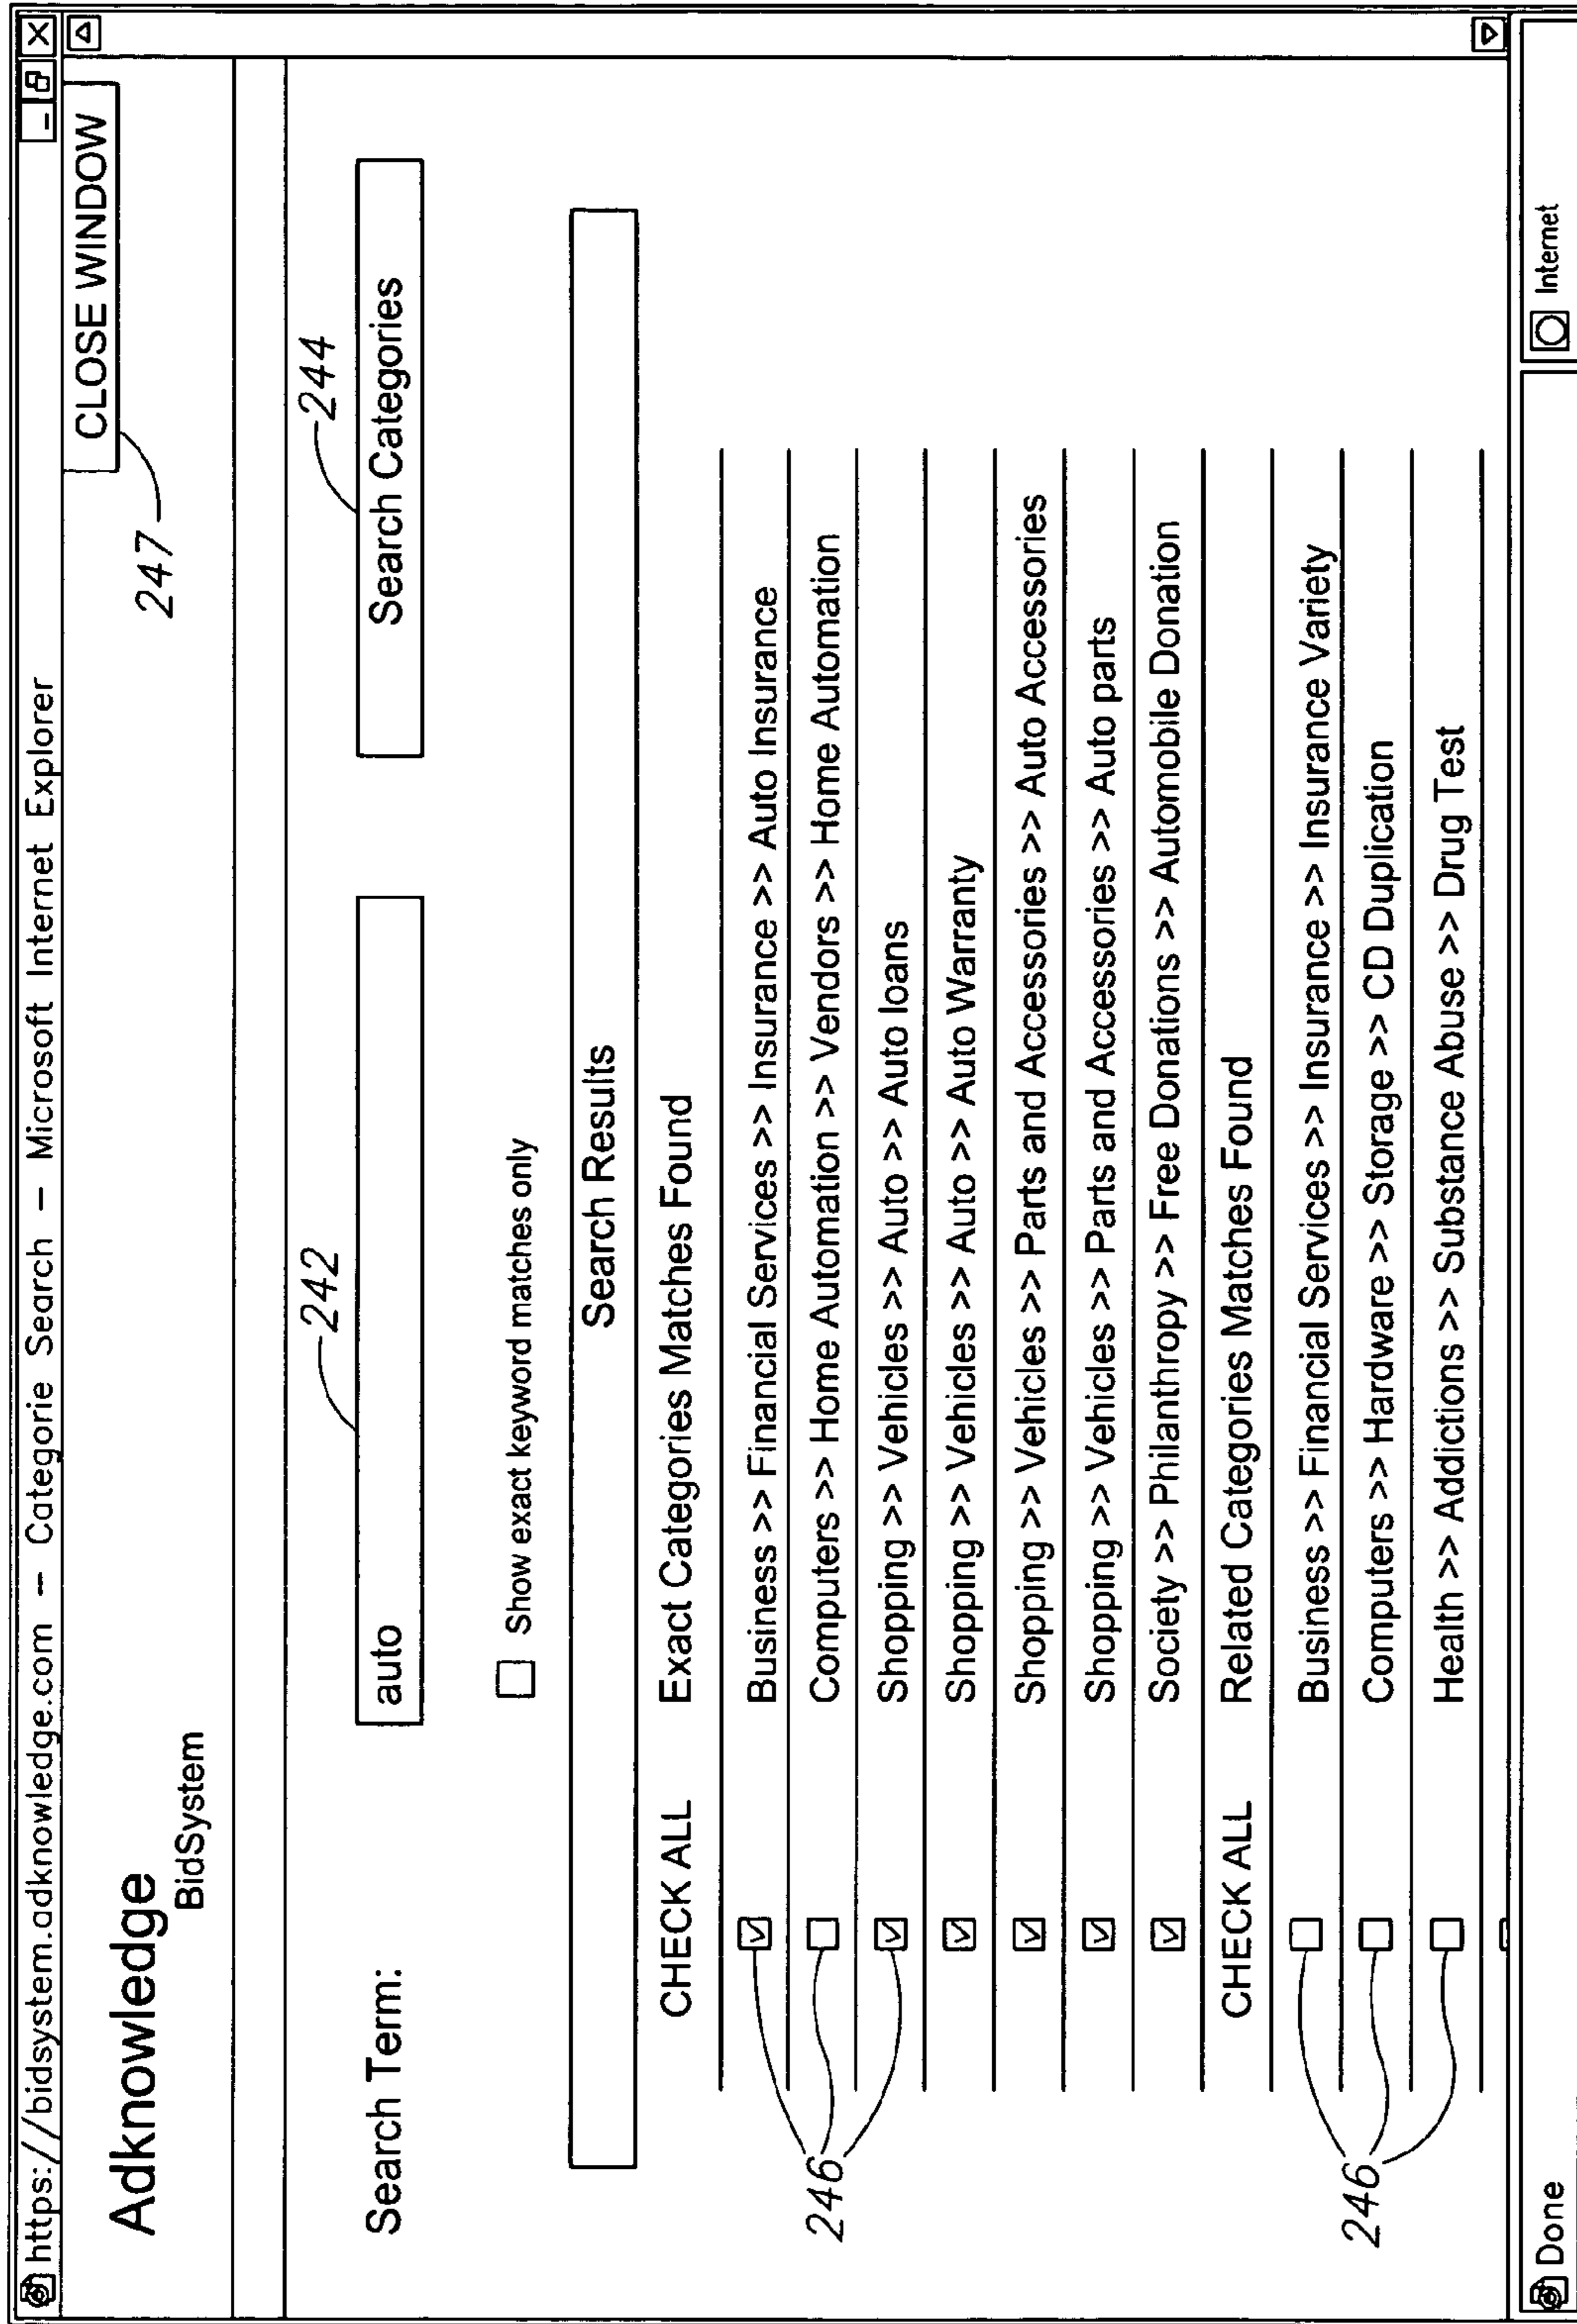 https://bidsystem.adknowledge.com -- Categorie Search - Microsoft Internet Explorer
Adknowledge
BidSystem
CLOSE WINDOW
247
242
244
Search Term:
auto
Search Categories
Show exact keyword matches only
Search Results
CHECK ALL Exact Categories Matches Found
Business >> Financial Services >> Insurance >> Auto Insurance
Computers >> Home Automation >> Vendors >> Home Automation
246
Shopping >> Vehicles >> Auto >> Auto loans
Shopping >> Vehicles >> Auto >> Auto Warranty
Shopping >> Vehicles >> Parts and Accessories >> Auto Accessories
Shopping >> Vehicles >> Parts and Accessories >> Auto parts
Society >> Philanthropy >> Free Donations >> Automobile Donation
CHECK ALL Related Categories Matches Found
Business >> Financial Services >> Insurance >> Insurance Variety
246
Computers >> Hardware >> Storage >> CD Duplication
Health >> Addictions >> Substance Abuse >> Drug Test
Done
Internet